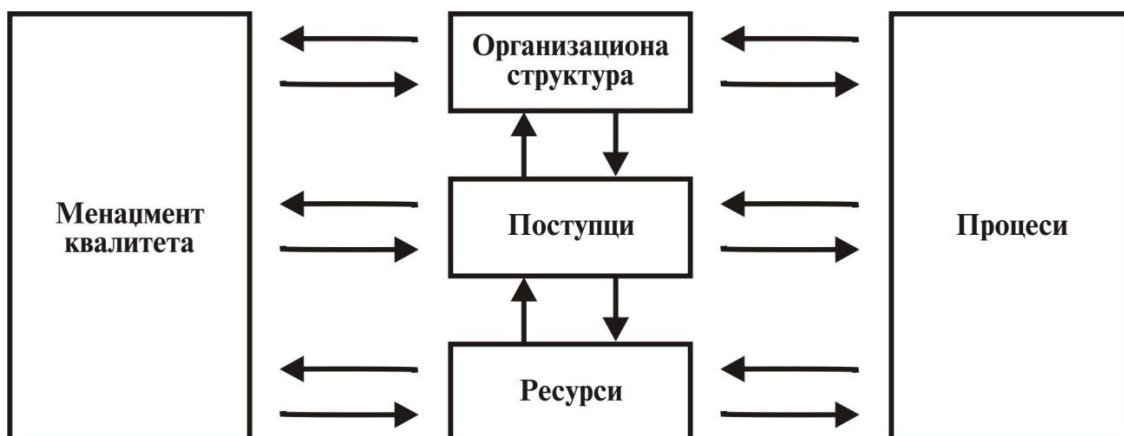 Организациона
структура
Менаџмент
квалитета
Поступци
Процеси
Ресурси